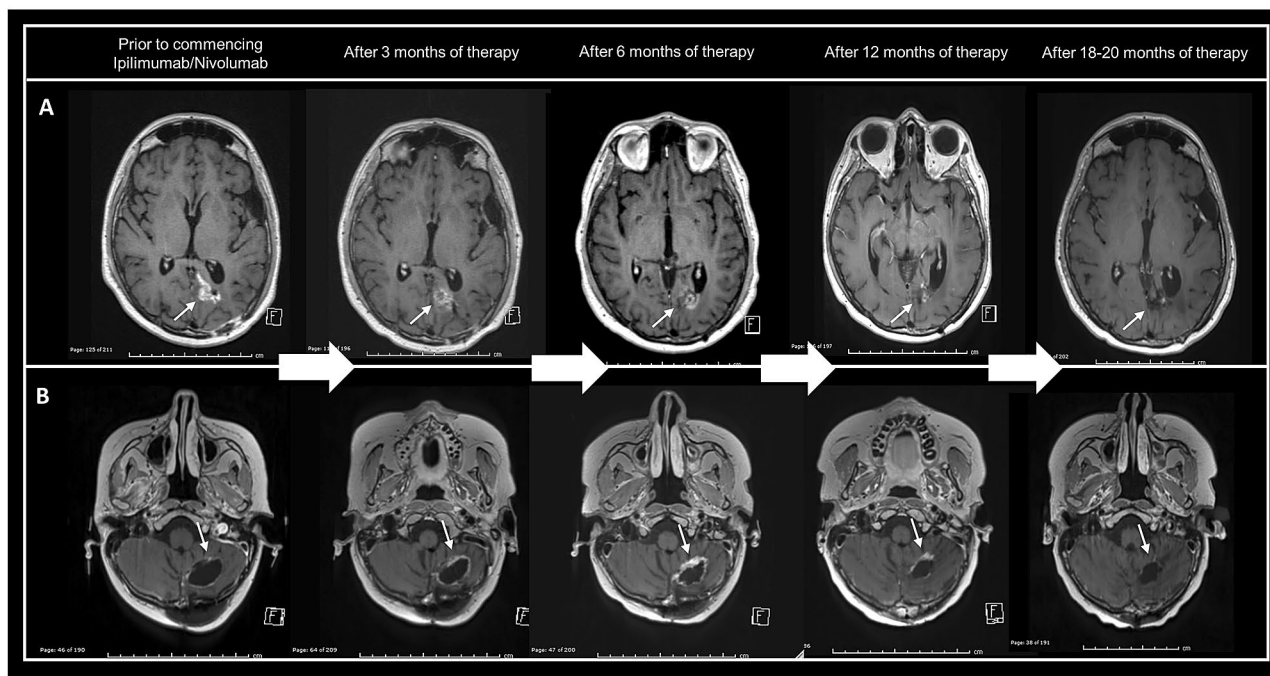 Prior to commencing
Ipilimumab/Nivolumab
After 3 months of therapy
After 6 months of therapy
After 12 months of therapy
After 18-20 months of therapy
A
F
F
F
F
Page: 125 of 211
of 196
of 197
of 202
cm
cm
cm
cm
cm
B
F
F
F
F
Page: 46 of 190
Page: 64 of 209
Page: 47 of 200
Page: 38 of 191
cm
cm
cm
cm
cm